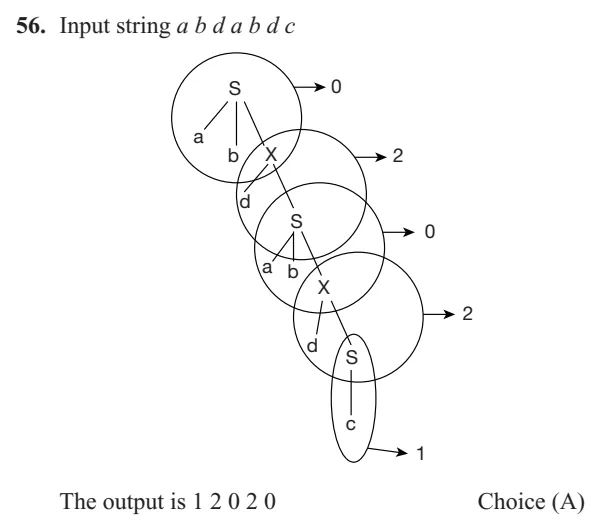 56. Input string a b d a b d c
S → 0
a b X → 2
d
S → 0
a b
X
→ 2
d
S
c
→ 1
The output is 1 2 0 2 0 Choice (A)